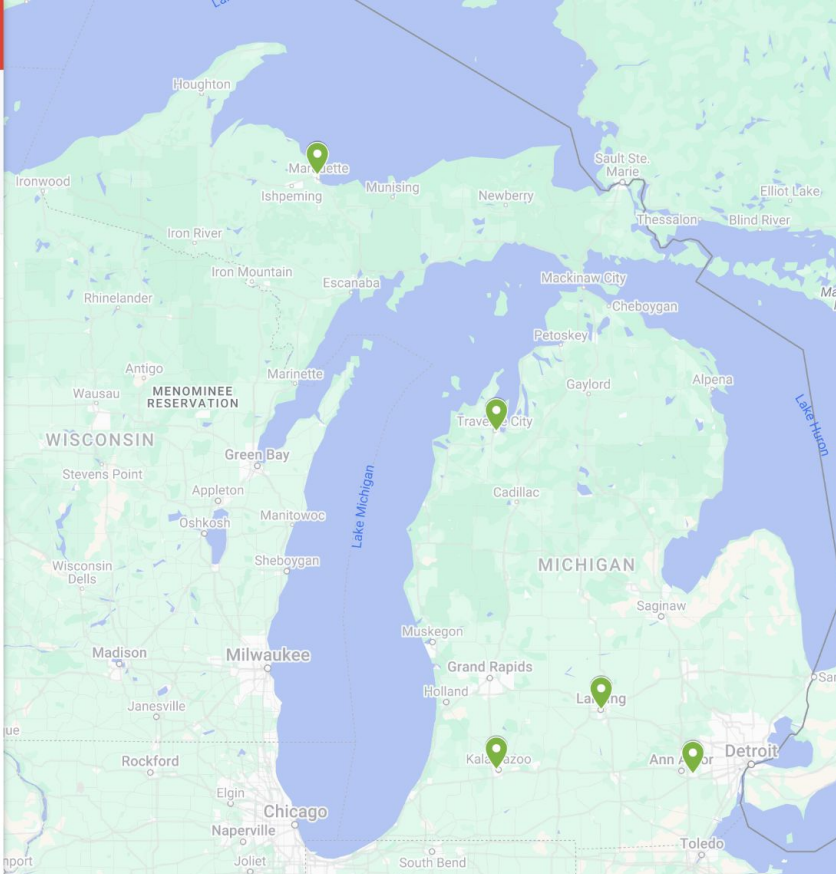 Houghton
Sault Ste.
Marie
Ironwood
Ishpeming
Munising
Newberry
Elliot Lake
Thessalon
Blind River
Iron River
Iron Mountain
Escanaba
Mackinaw City
Rhinelander
Cheboygan
Petoskey
Antigo
Marinette
Gaylord
Alpena
Wausau
MENOMINEE
RESERVATION
Lake Huron
WISCONSIN
Green Bay
Stevens Point
Lake Michigan
Appleton
Cadillac
Oshkosh
Manitowoc
Wisconsin
Dells
Sheboygan
MICHIGAN
Saginaw
Muskegon
Madison
Milwaukee
Grand Rapids
Holland
Janesville
Rockford
Detroit
Elgin
Chicago
Naperville
Joliet
South Bend
Toledo